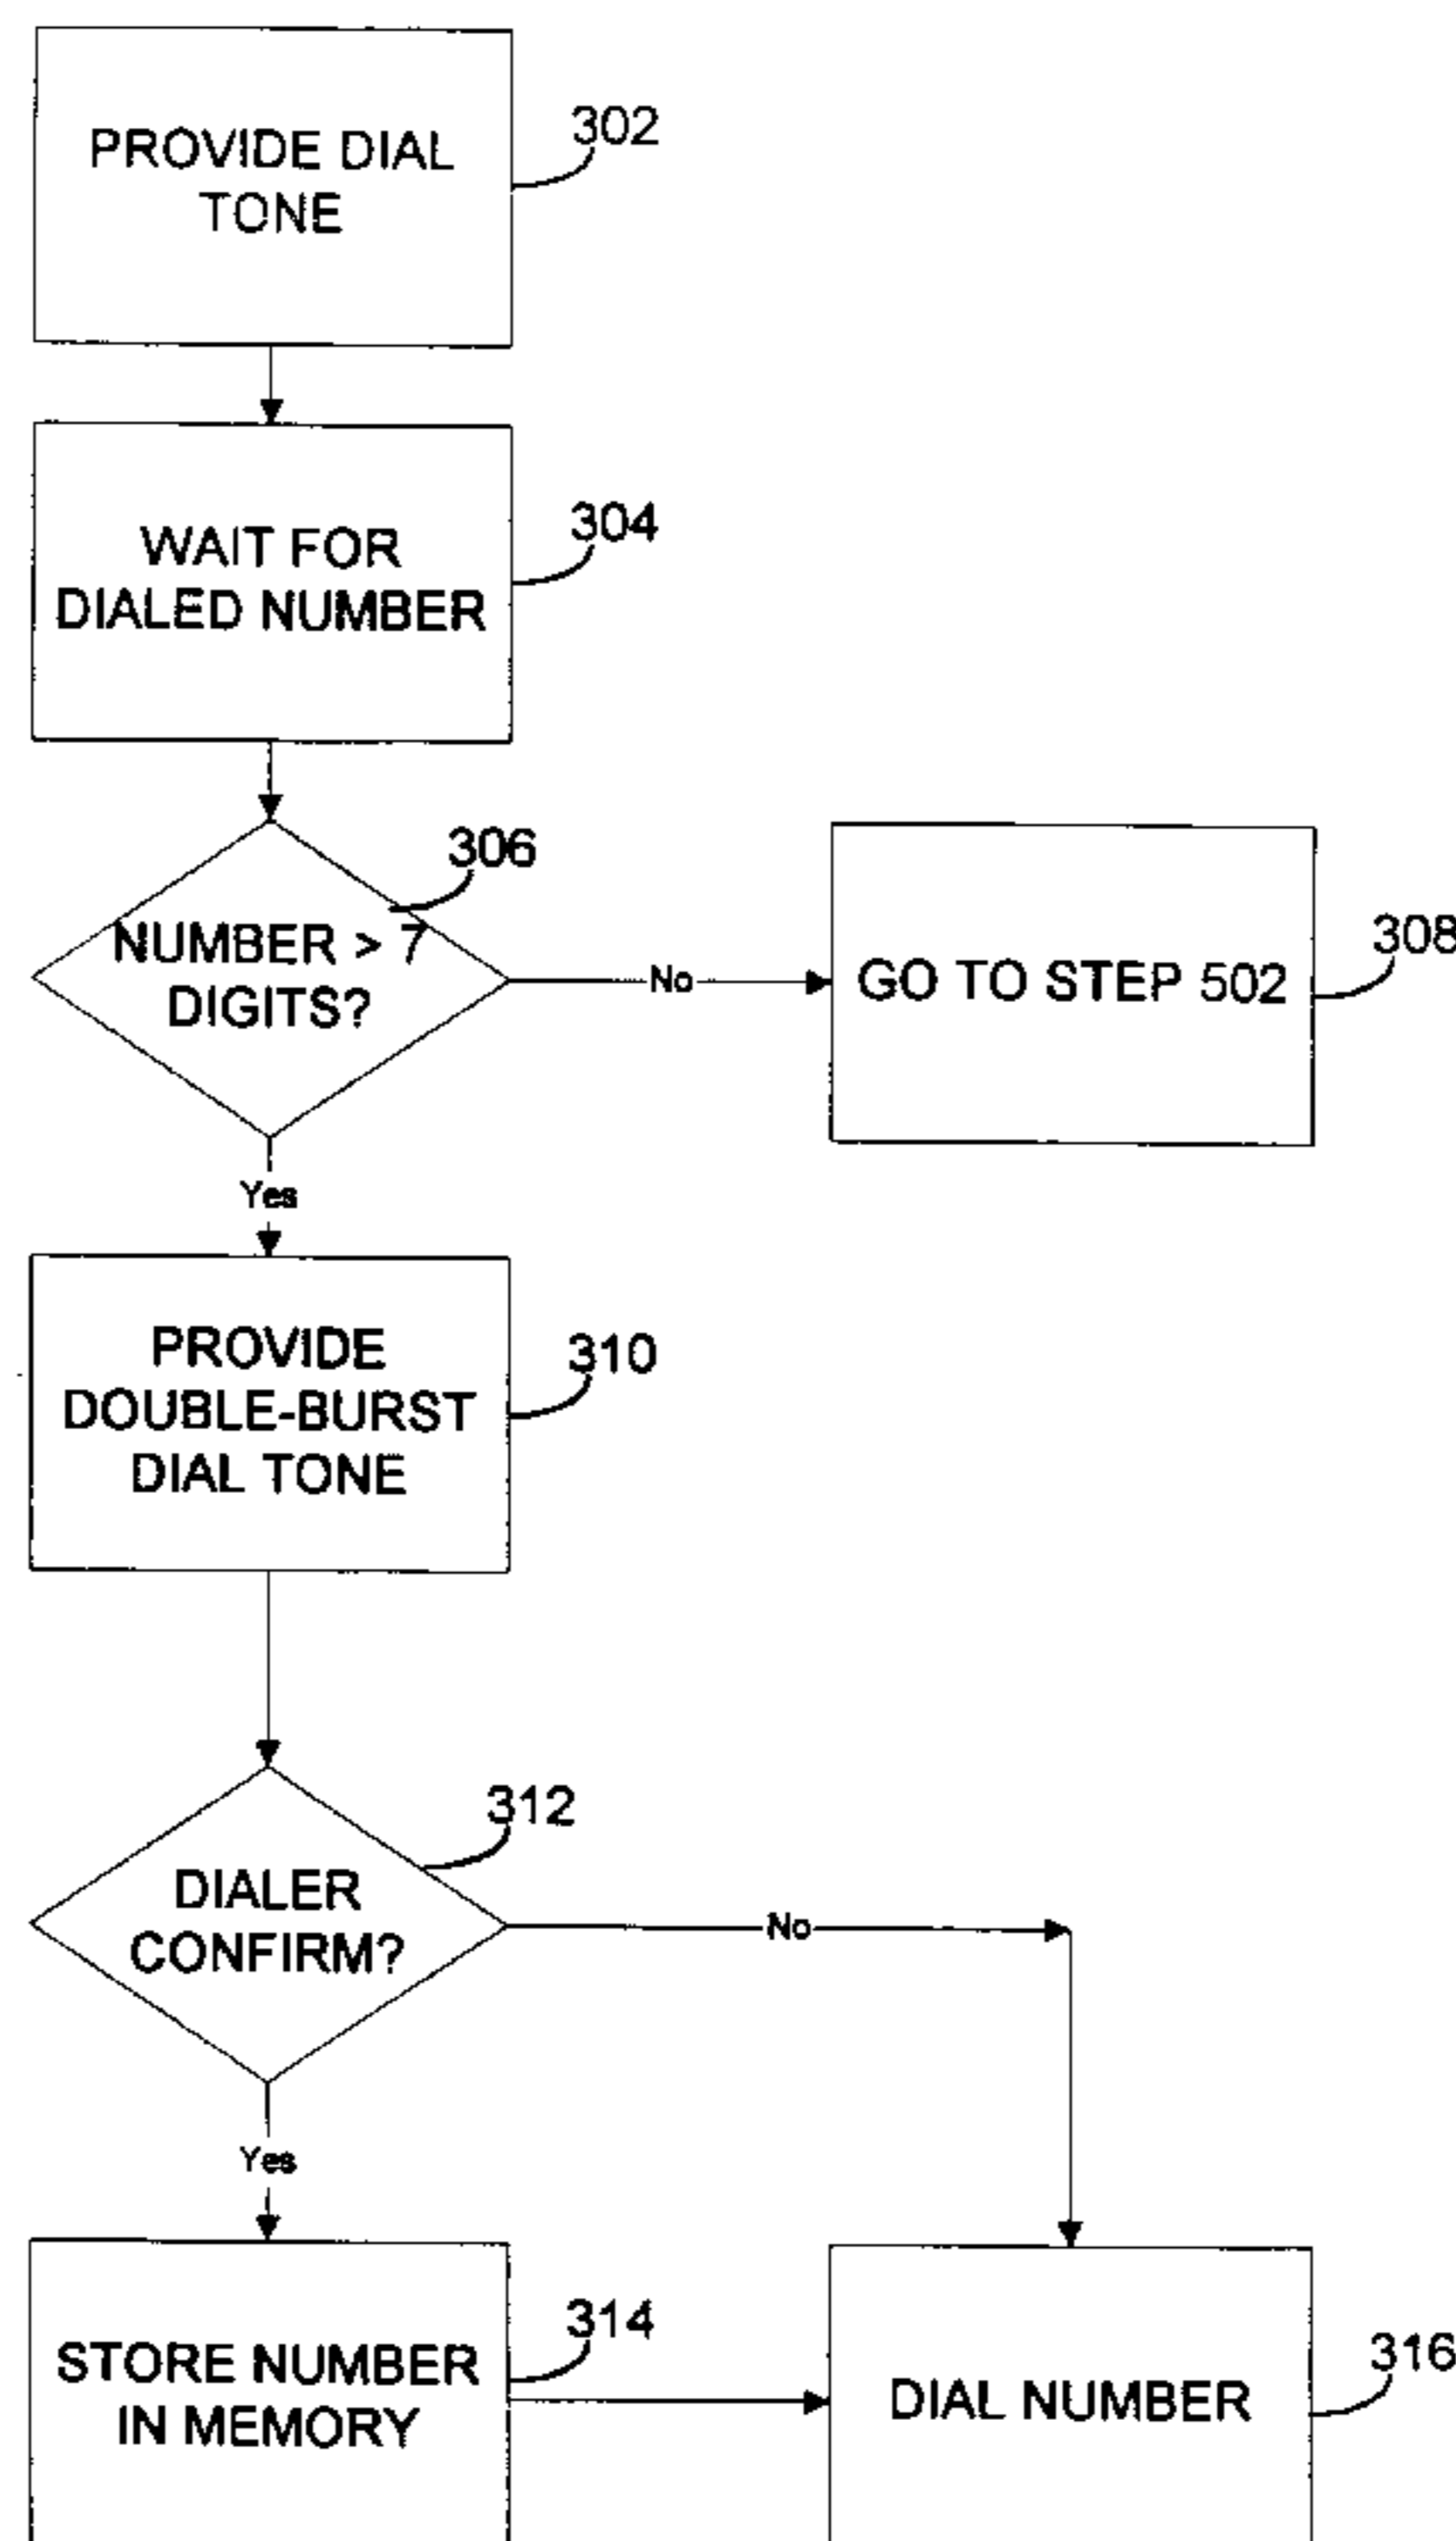 PROVIDE DIAL
TONE
302
WAIT FOR
DIALED NUMBER
304
306
NUMBER > 7
DIGITS?
No
GO TO STEP 502
308
Yes
PROVIDE
DOUBLE-BURST
DIAL TONE
310
312
DIALER
CONFIRM?
No
Yes
STORE NUMBER
IN MEMORY
314
DIAL NUMBER
316